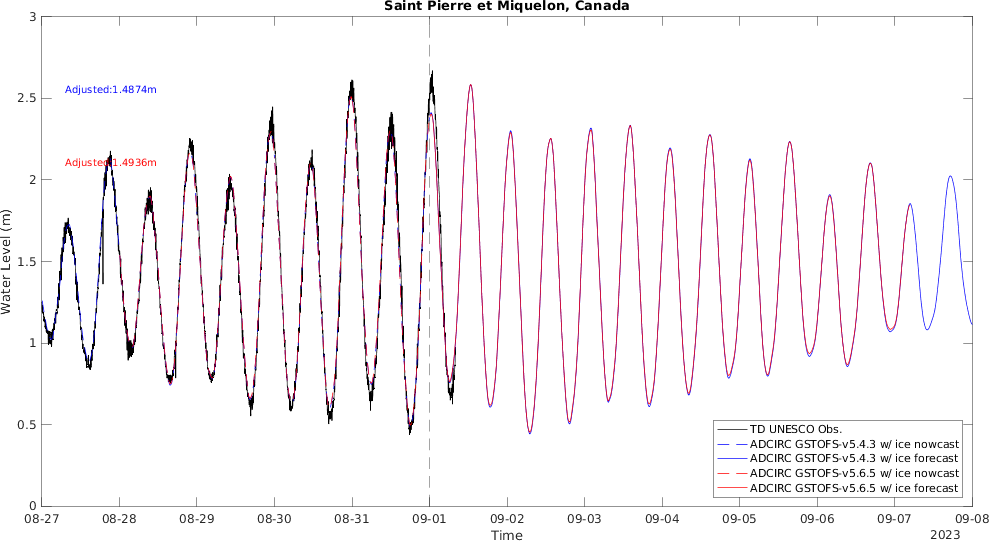 Saint Pierre et Miquelon, Canada
3
2.5
2
1.5
1
0.5
0
Water Level (m)
Adjusted:1.4874m
Adjusted:1.4936m
TD UNESCO Obs.
ADCIRC GSTOFS-v5.4.3 w/ ice nowcast
ADCIRC GSTOFS-v5.4.3 w/ ice forecast
ADCIRC GSTOFS-v5.6.5 w/ ice nowcast
ADCIRC GSTOFS-v5.6.5 w/ ice forecast
08-27 08-28 08-29 08-30 08-31 09-01 09-02 09-03 09-04 09-05 09-06 09-07 09-08
Time
2023